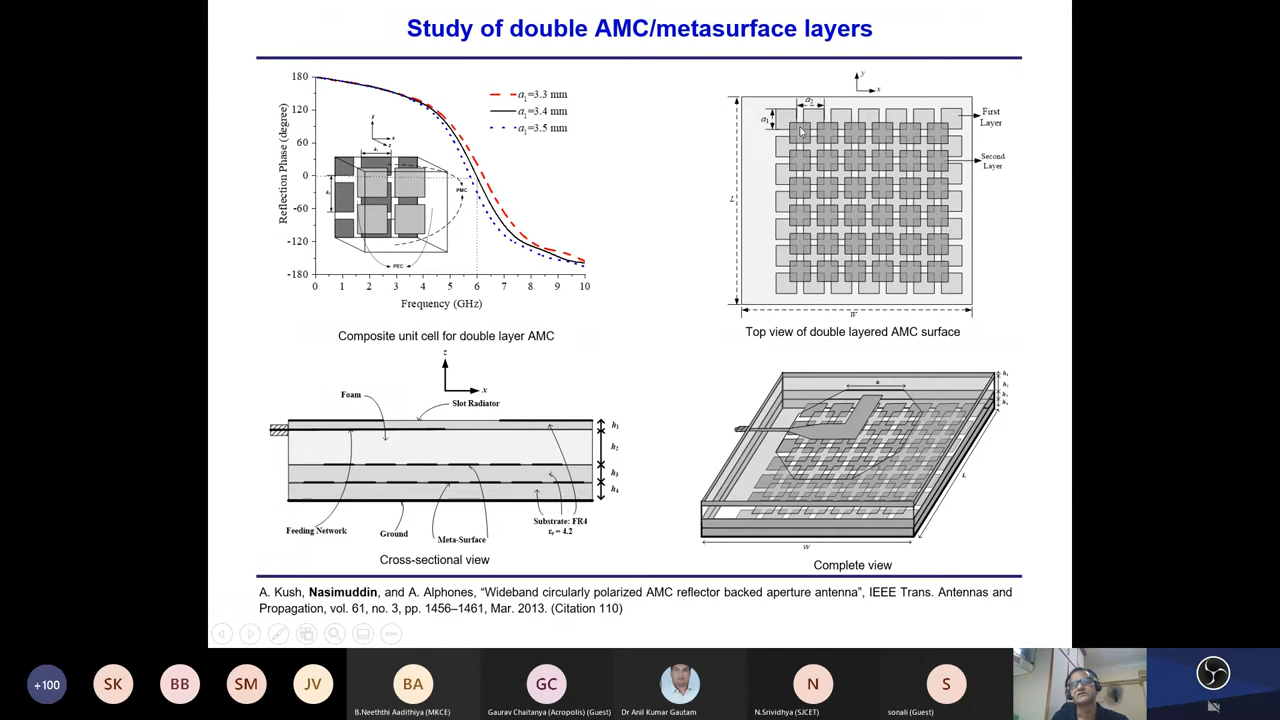 Study of double AMC/metasurface layers
180
120
60
0
-60
-120
-180
Reflection Phase (degree)
a1=3.3 mm
a1=3.4 mm
a1=3.5 mm
PMC
PEC
0 1 2 3 4 5 6 7 8 9 10
Frequency (GHz)
Composite unit cell for double layer AMC
y
x
a2
a1
First
Layer
Second
Layer
L
W
Top view of double layered AMC surface
z
x
Foam
Slot Radiator
h1
h2
h3
h4
Feeding Network
Ground
Meta-Surface
Substrate: FR4
εr = 4.2
Cross-sectional view
L
W
Complete view
A. Kush, Nasimuddin, and A. Alphones, “Wideband circularly polarized AMC reflector backed aperture antenna”, IEEE Trans. Antennas and
Propagation, vol. 61, no. 3, pp. 1456–1461, Mar. 2013. (Citation 110)
+100
SK
BB
SM
JV
BA
GC
N
S
B.Neeththi Aadithiya (MKCE)
Gaurav Chaitanya (Acropolis) (Guest)
Dr Anil Kumar Gautam
N.Srividhya (SJCET)
sonali (Guest)